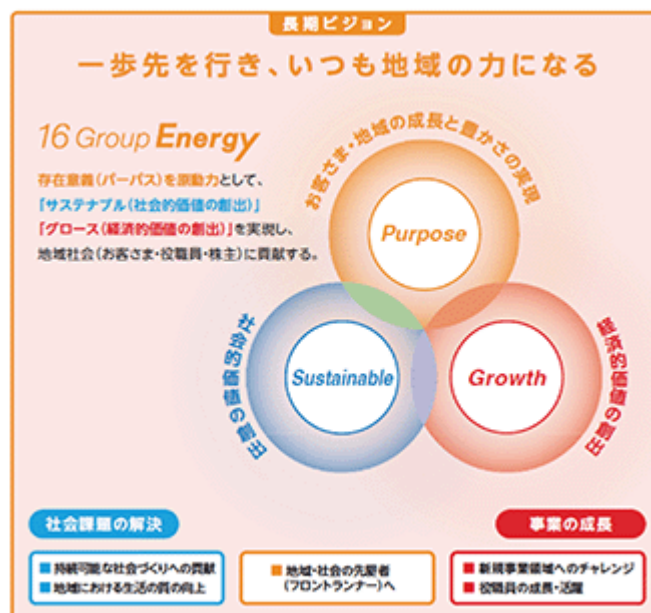 長期ビジョン
一歩先を行き、いつも地域の力になる
16 Group Energy
存在意義(パーパス)を原動力として、
「サステナブル(社会的価値の創出)」
「グロース(経済的価値の創出)」を実現し、
地域社会(お客さま・役職員・株主)に貢献する。
お客さま・地域の成長と豊かさの実現
Purpose
社会的価値の創出
Sustainable
Growth
経済的価値の創出
社会課題の解決
事業の成長
持続可能な社会づくりへの貢献
地域における生活の質の向上
地域・社会の先駆者
(フロントランナー)へ
新規事業領域へのチャレンジ
役職員の成長・活躍